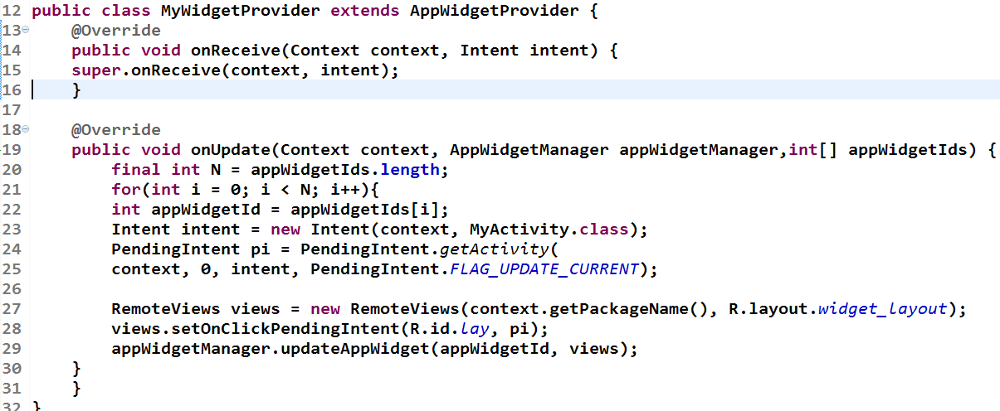 12 public class MyWidgetProvider extends AppWidgetProvider {
13     @Override
14     public void onReceive(Context context, Intent intent) {
15     super.onReceive(context, intent);
16     }
17
18     @Override
19     public void onUpdate(Context context, AppWidgetManager appWidgetManager,int[] appWidgetIds) {
20         final int N = appWidgetIds.length;
21         for(int i = 0; i < N; i++){
22         int appWidgetId = appWidgetIds[i];
23         Intent intent = new Intent(context, MyActivity.class);
24         PendingIntent pi = PendingIntent.getActivity(
25         context, 0, intent, PendingIntent.FLAG_UPDATE_CURRENT);
26
27         RemoteViews views = new RemoteViews(context.getPackageName(), R.layout.widget_layout);
28         views.setOnClickPendingIntent(R.id.lay, pi);
29         appWidgetManager.updateAppWidget(appWidgetId, views);
30     }
31     }
32 }